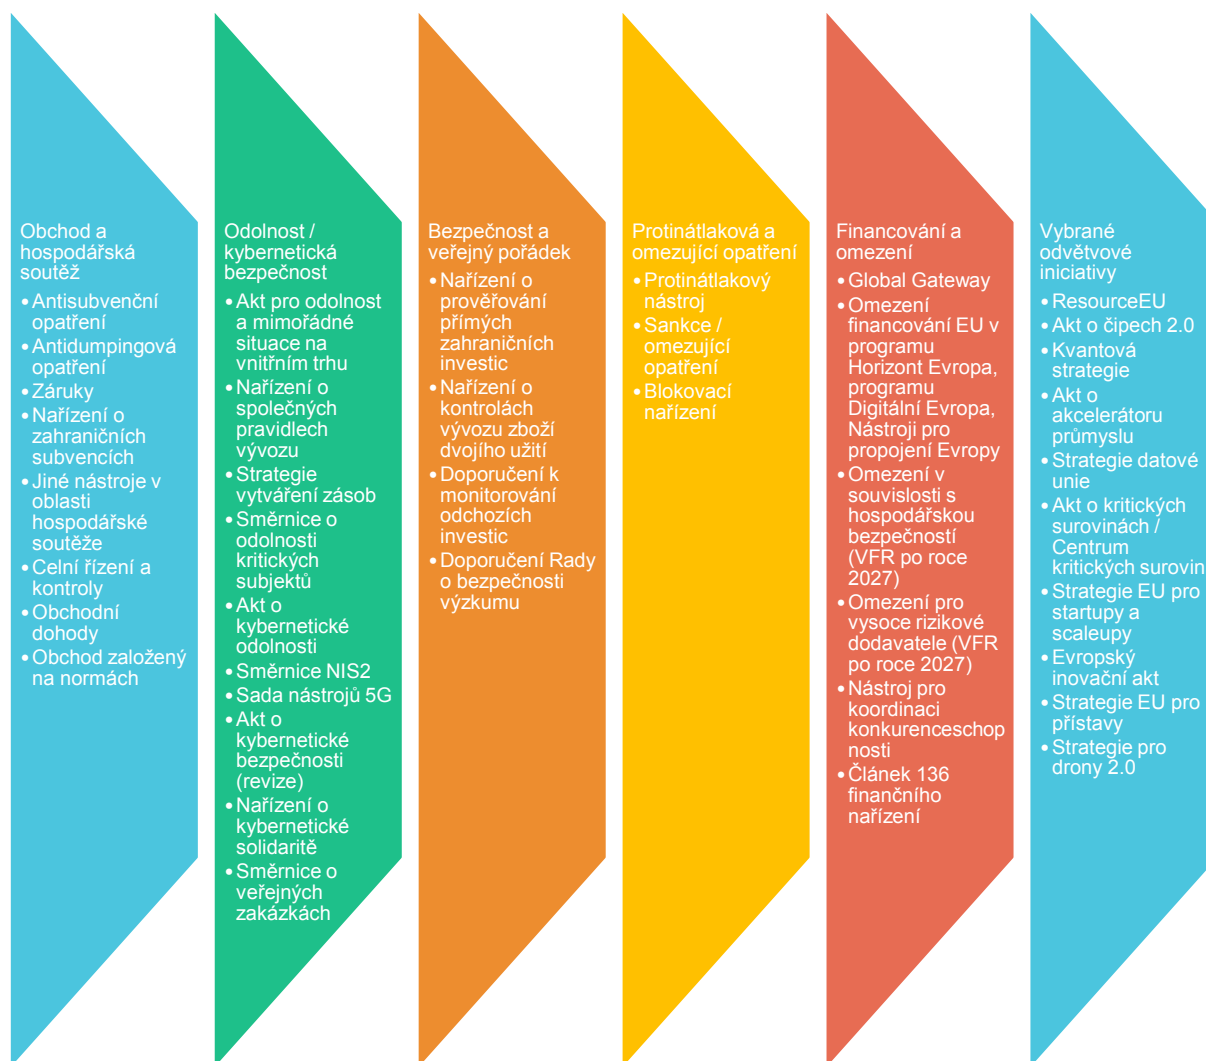 Obchod a
hospodářská
soutěž
• Antisubvenční
opatření
• Antidumpingová
opatření
• Záruky
• Nařízení o
zahraničních
subvencích
• Jiné nástroje v
oblasti
hospodářské
soutěže
• Celní řízení a
kontroly
• Obchodní
dohody
• Obchod založený
na normách
Odolnost /
kybernetická
bezpečnost
• Akt pro odolnost
a mimořádné
situace na
vnitřním trhu
• Nařízení o
společných
pravidlech
vývozu
• Strategie
vytváření zásob
• Směrnice o
odolnosti
kritických
subjektů
• Akt o
kybernetické
odolnosti
• Směrnice NIS2
• Sada nástrojů 5G
• Akt o
kybernetické
bezpečnosti
(revize)
• Nařízení o
kybernetické
solidaritě
• Směrnice o
veřejných
zakázkách
Bezpečnost a
veřejný pořádek
• Nařízení o
prověřování
přímých
zahraničních
investic
• Nařízení o
kontrolách
vývozu zboží
dvojího užití
• Doporučení k
monitorování
odchozích
investic
• Doporučení Rady
o bezpečnosti
výzkumu
Protinátlaková a
omezující opatření
• Protinátlakový
nástroj
• Sankce /
omezující
opatření
• Blokovací
nařízení
Financování a
omezení
• Global Gateway
• Omezení
financování EU v
programu
Horizont Evropa,
programu
Digitální Evropa,
Nástroji pro
propojení Evropy
• Omezení v
souvislosti s
hospodářskou
bezpečností
(VFR po roce
2027)
• Omezení pro
vysoce rizikové
dodavatele (VFR
po roce 2027)
• Nástroj pro
koordinaci
konkurenceschop
nosti
• Článek 136
finančního
nařízení
Vybrané
odvětvové
iniciativy
• ResourceEU
• Akt o čipech 2.0
• Kvantová
strategie
• Akt o
akcelerátoru
průmyslu
• Strategie datové
unie
• Akt o kritických
surovinách /
Centrum
kritických surovin
• Strategie EU pro
startupy a
scaleupy
• Evropský
inovační akt
• Strategie EU pro
přístavy
• Strategie pro
drony 2.0